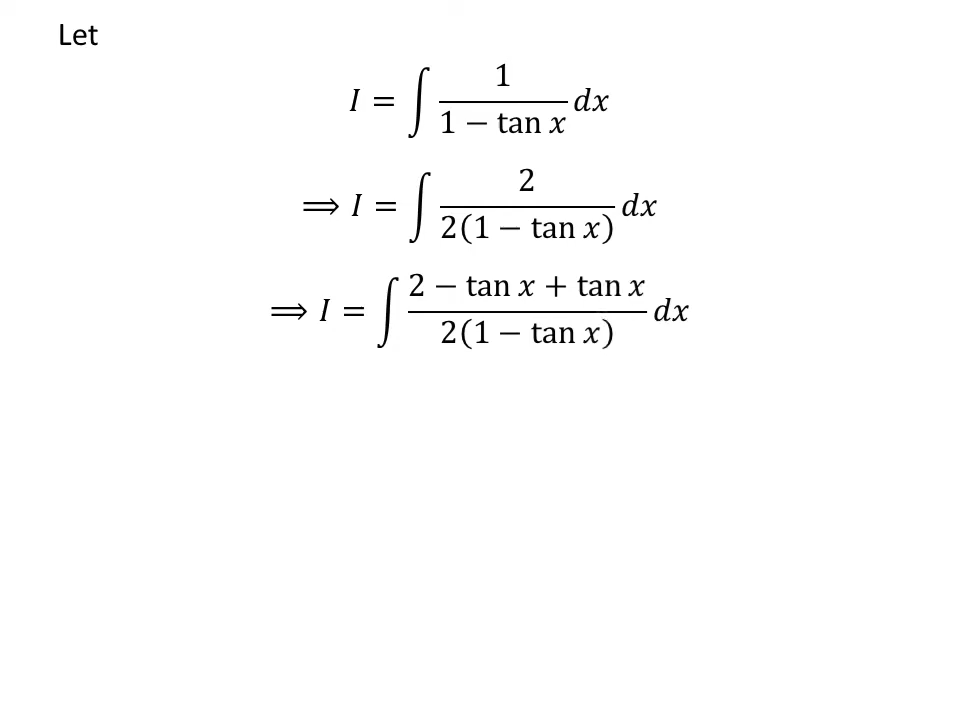 Let
I = ∫ 1/(1 − tan x) dx
⟹ I = ∫ 2/(2(1 − tan x)) dx
⟹ I = ∫ (2 − tan x + tan x)/(2(1 − tan x)) dx